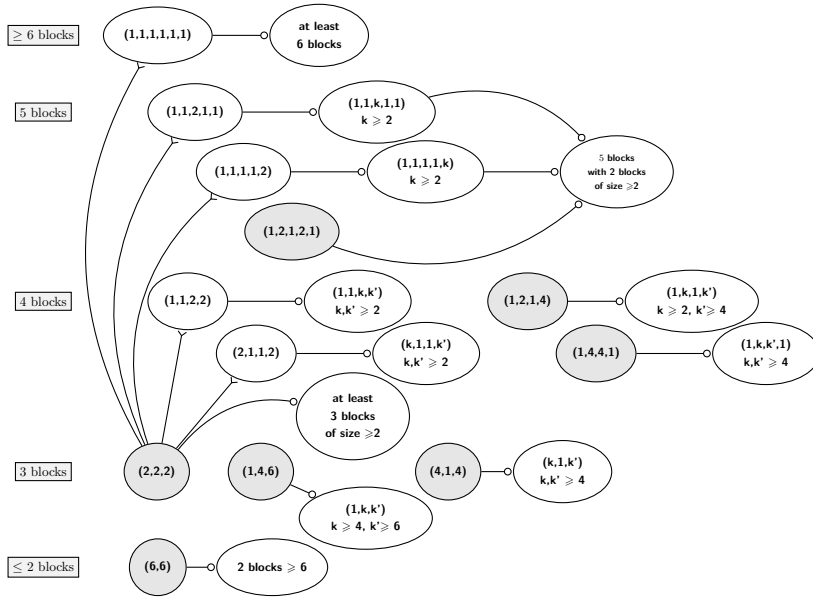 ≥ 6 blocks
(1,1,1,1,1,1)
at least
6 blocks
5 blocks
(1,1,2,1,1)
(1,1,k,1,1)
k ⩾ 2
(1,1,1,1,2)
(1,1,1,1,k)
k ⩾ 2
5 blocks
with 2 blocks
of size ⩾2
(1,2,1,2,1)
4 blocks
(1,1,2,2)
(1,1,k,k')
k,k' ⩾ 2
(1,2,1,4)
(1,k,1,k')
k ⩾ 2, k'⩾ 4
(2,1,1,2)
(k,1,1,k')
k,k' ⩾ 2
(1,4,4,1)
(1,k,k',1)
k,k' ⩾ 4
at least
3 blocks
of size ⩾2
3 blocks
(2,2,2)
(1,4,6)
(4,1,4)
(k,1,k')
k,k' ⩾ 4
(1,k,k')
k ⩾ 4, k'⩾ 6
≤ 2 blocks
(6,6)
2 blocks ⩾ 6